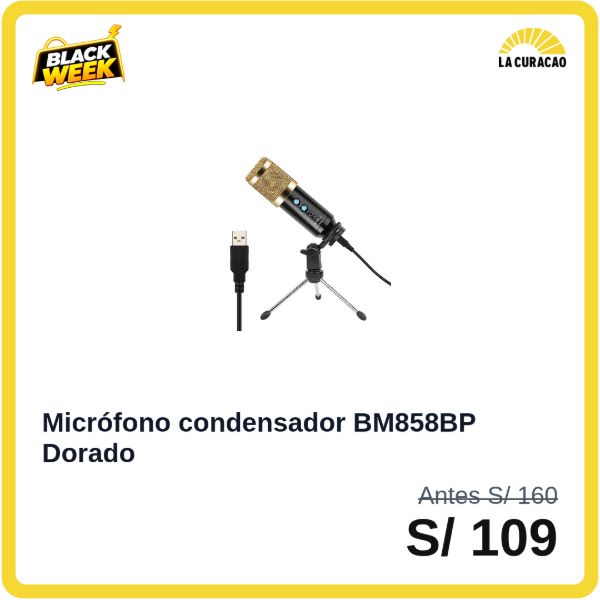 BLACK
WEEK
LA CURACAO
Micrófono condensador BM858BP
Dorado
Antes S/ 160
S/ 109